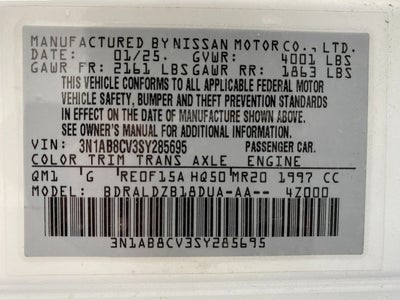 MANUFACTURED BY NISSAN MOTOR CO., LTD.
DATE: 01/25. GVWR: 4001 LBS
GAWR FR: 2161 LBS GAWR RR: 1863 LBS
THIS VEHICLE CONFORMS TO ALL APPLICABLE FEDERAL MOTOR
VEHICLE SAFETY, BUMPER AND THEFT PREVENTION STANDARDS
IN EFFECT ON THE DATE OF MANUFACTURE SHOWN ABOVE.
SEE OWNER'S MANUAL FOR ADDITIONAL INFORMATION.
VIN: 3N1AB8CV3SY285695 PASSENGER CAR.
COLOR TRIM TRANS AXLE ENGINE
QM1 G RE0F15A HQ50 MR20 1997 CC
MODEL: BDRALDZB18DUA-AA-- 4Z000
3N1AB8CV3SY285695